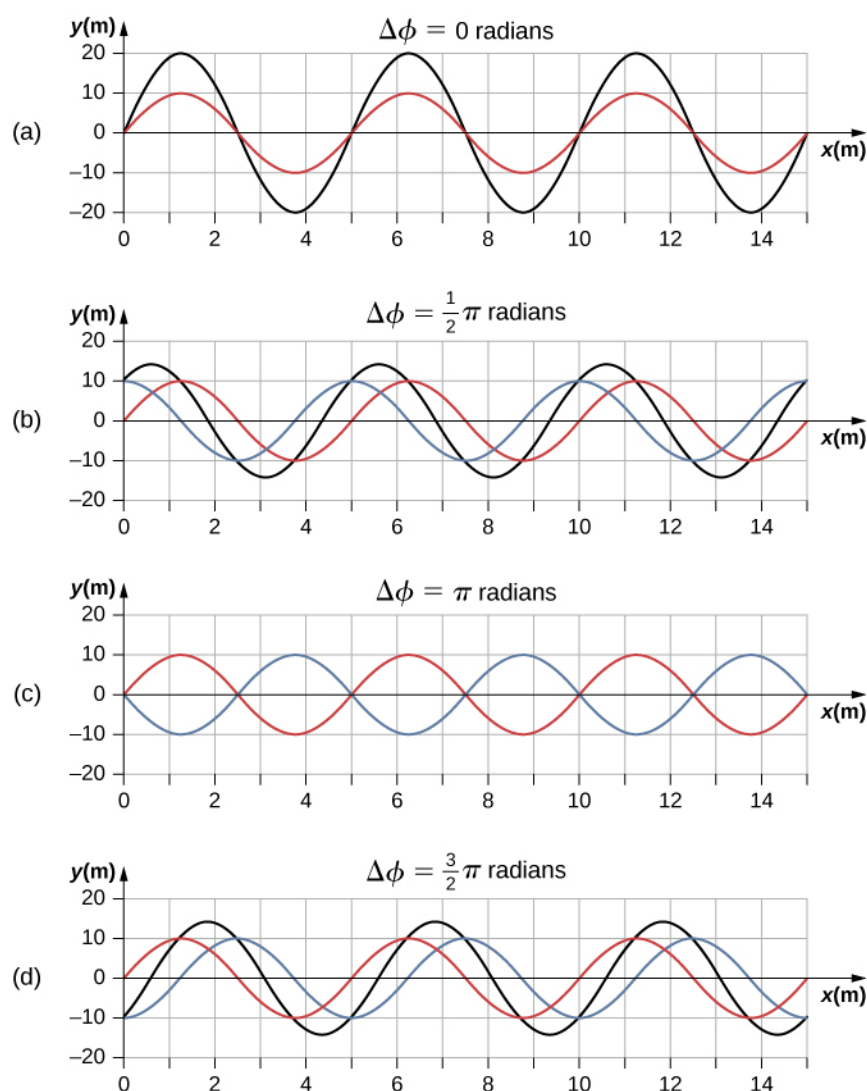 y(m)
Δϕ = 0 radians
20
10
(a)
0
x(m)
–10
–20
0 2 4 6 8 10 12 14
y(m)
Δϕ = 1/2 π radians
20
10
(b)
0
x(m)
–10
–20
0 2 4 6 8 10 12 14
y(m)
Δϕ = π radians
20
10
(c)
0
x(m)
–10
–20
0 2 4 6 8 10 12 14
y(m)
Δϕ = 3/2 π radians
20
10
(d)
0
x(m)
–10
–20
0 2 4 6 8 10 12 14